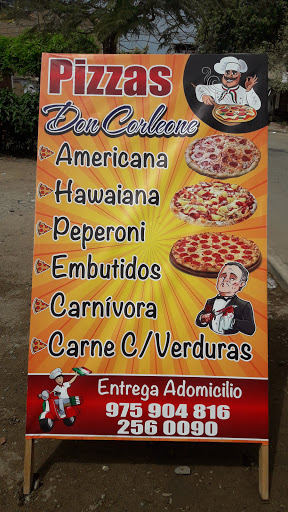 Pizzas
Don Corleone
Americana
Hawaiana
Peperoni
Embutidos
Carnívora
Carne C/Verduras
Entrega Adomicilio
975 904 816
256 0090